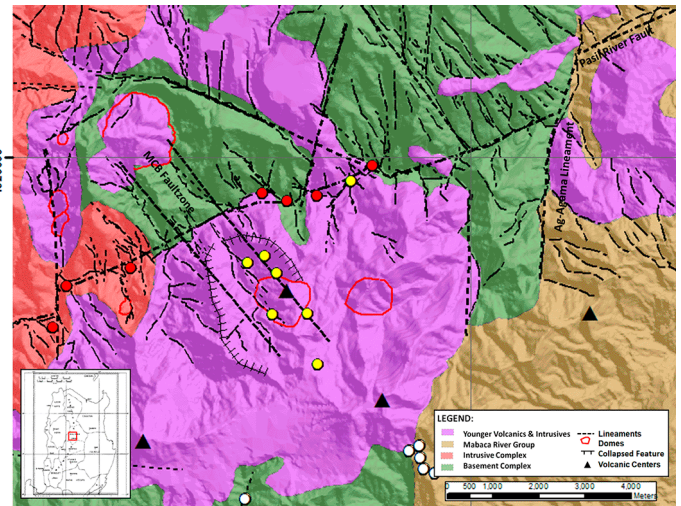 Pasil River Fault
MCB Faultzone
Ag-Agama Lineament
LEGEND:
Younger Volcanics & Intrusives
Mabaca River Group
Intrusive Complex
Basement Complex
Lineaments
Domes
Collapsed Feature
Volcanic Centers
0 500 1,000 2,000 3,000 4,000
Meters